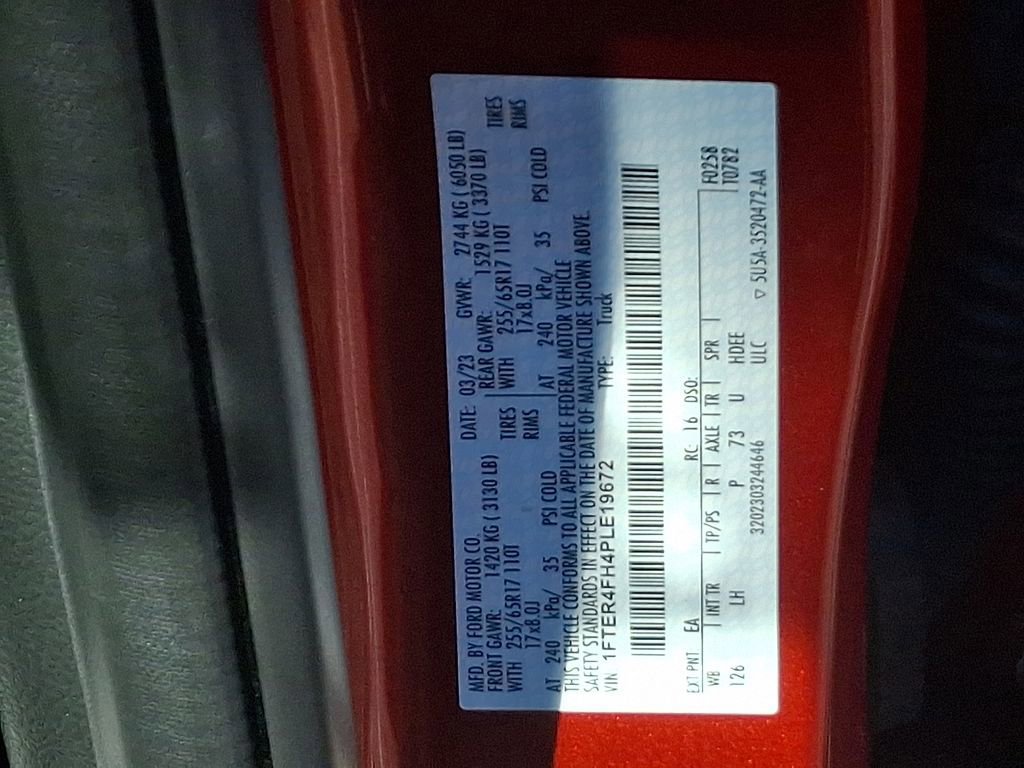 MFD. BY FORD MOTOR CO. DATE: 03/23 GVWR: 2744 KG ( 6050 LB)
FRONT GAWR: 1420 KG ( 3130 LB) REAR GAWR: 1529 KG ( 3370 LB)
WITH 255/65R17 110T TIRES WITH 255/65R17 110T TIRES
17x8.0J RIMS 17x8.0J RIMS
AT 240 kPa/ 35 PSI COLD AT 240 kPa/ 35 PSI COLD
THIS VEHICLE CONFORMS TO ALL APPLICABLE FEDERAL MOTOR VEHICLE
SAFETY STANDARDS IN EFFECT ON THE DATE OF MANUFACTURE SHOWN ABOVE.
VIN 1FTER4FH4PLE19672 TYPE: Truck
EXT PNT EA RC: 16 DSO:
WB INT TR TP/PS R AXLE TR SPR F0258
126 LH P 73 U HDEE T0782
3202303244646 ULC ▽ 5U5A-3520472-AA